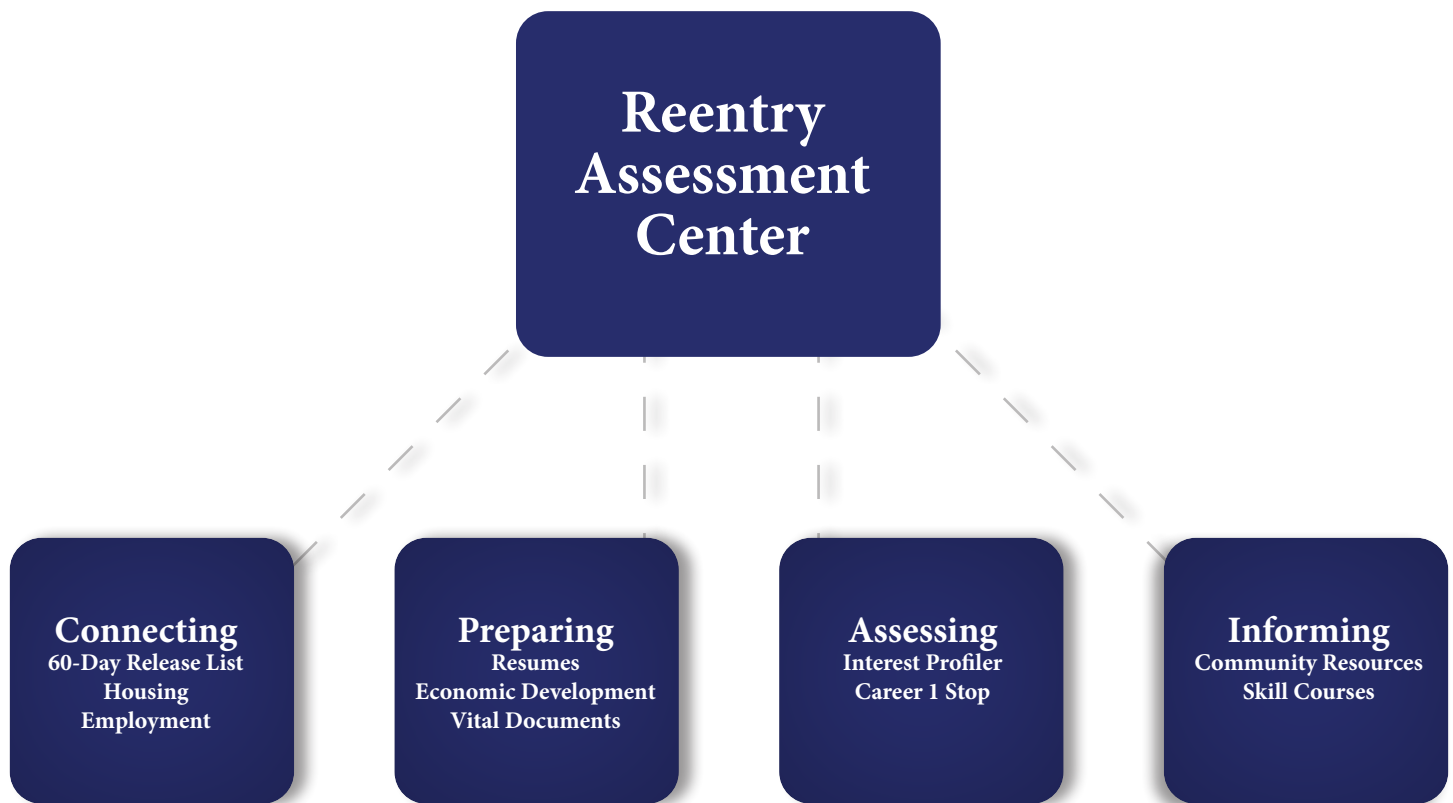 Reentry
Assessment
Center
Connecting
60-Day Release List
Housing
Employment
Preparing
Resumes
Economic Development
Vital Documents
Assessing
Interest Profiler
Career 1 Stop
Informing
Community Resources
Skill Courses